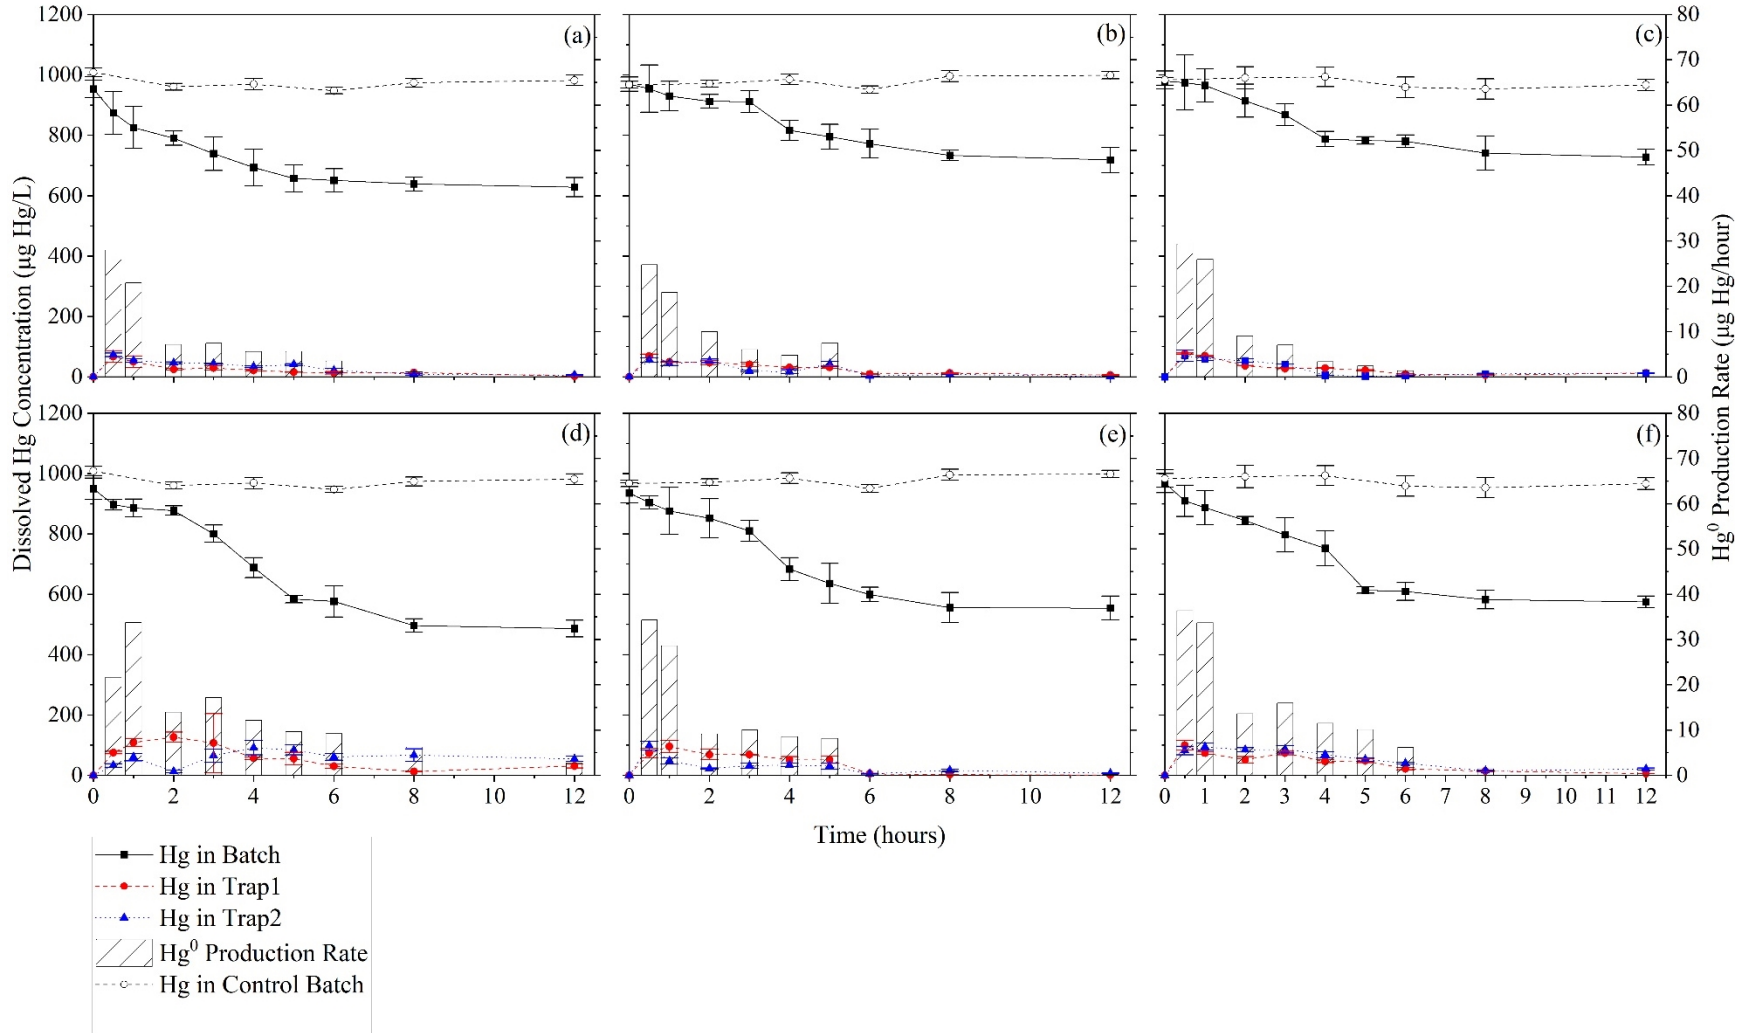 1200
1000
800
600
400
200
0
(a)
(b)
(c)
80
70
60
50
40
30
20
10
0
Dissolved Hg Concentration (µg Hg/L)
Hg⁰ Production Rate (µg Hg/hour)
1200
1000
800
600
400
200
0
(d)
(e)
(f)
80
70
60
50
40
30
20
10
0
0 2 4 6 8 10 12
0 2 4 6 8 10 12
0 1 2 3 4 5 6 7 8 9 10 11 12
Time (hours)
Hg in Batch
Hg in Trap1
Hg in Trap2
Hg⁰ Production Rate
Hg in Control Batch